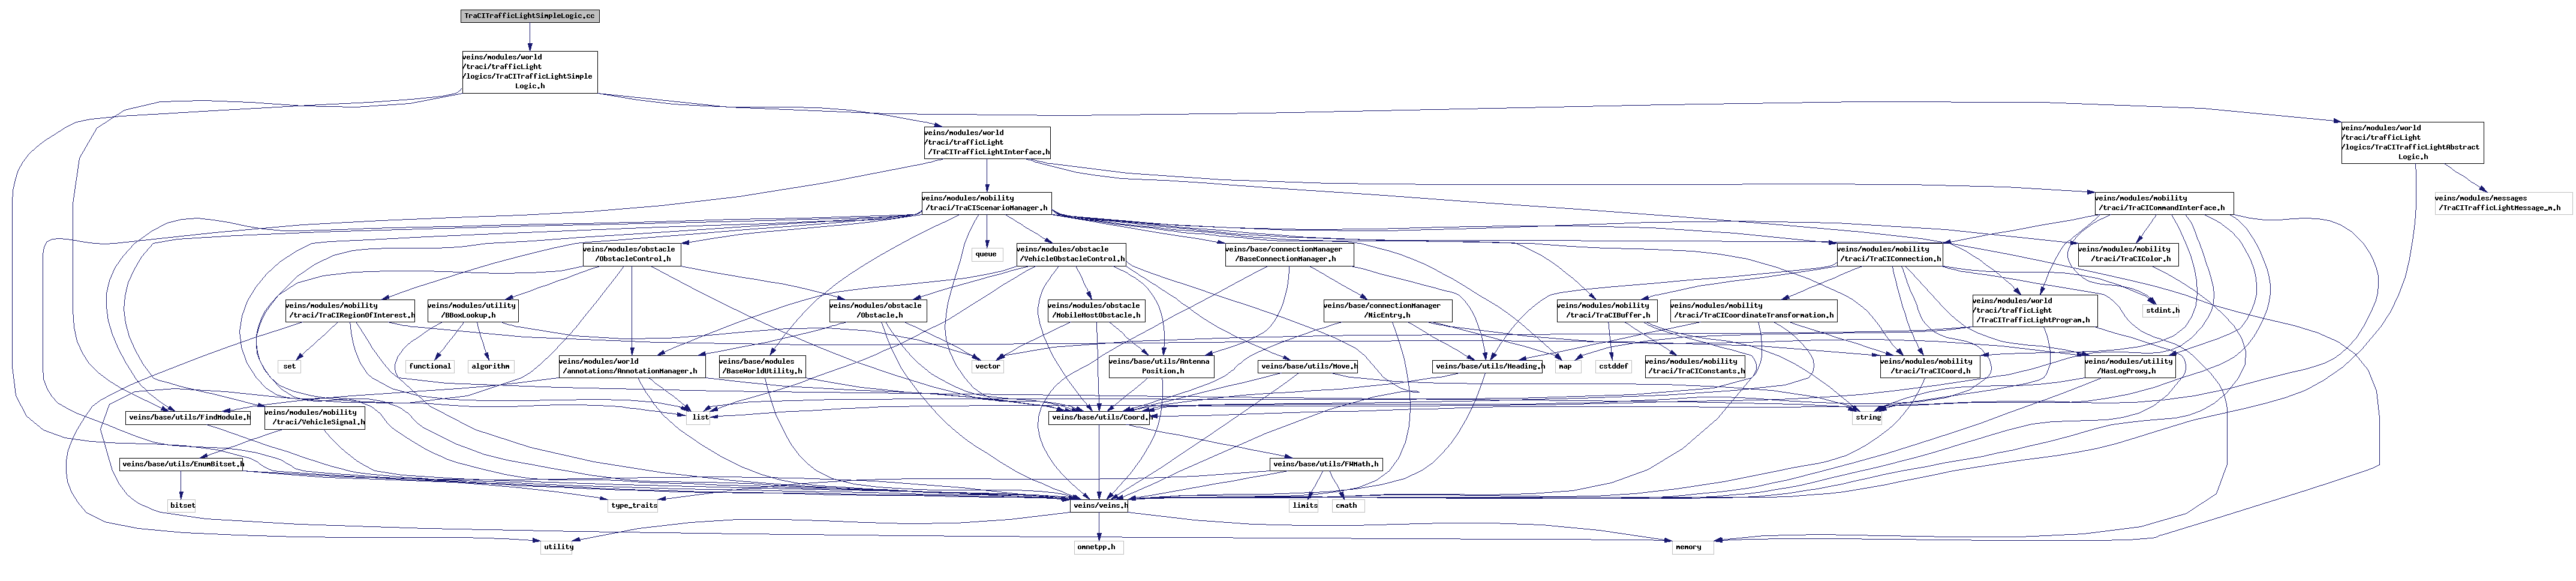 TraCITrafficLightSimpleLogic.cc
veins/modules/world
/traci/trafficLight
/logics/TraCITrafficLightSimple
Logic.h
veins/modules/world
/traci/trafficLight
/TraCITrafficLightInterface.h
veins/modules/world
/traci/trafficLight
/logics/TraCITrafficLightAbstract
Logic.h
veins/modules/mobility
/traci/TraCIScenarioManager.h
veins/modules/mobility
/traci/TraCICommandInterface.h
veins/modules/messages
/TraCITrafficLightMessage_m.h
veins/modules/obstacle
/ObstacleControl.h
queue
veins/modules/obstacle
/VehicleObstacleControl.h
veins/base/connectionManager
/BaseConnectionManager.h
veins/modules/mobility
/traci/TraCIConnection.h
veins/modules/mobility
/traci/TraCIColor.h
veins/modules/mobility
/traci/TraCIRegionOfInterest.h
veins/modules/utility
/BBoxLookup.h
veins/modules/obstacle
/Obstacle.h
veins/modules/obstacle
/MobileHostObstacle.h
veins/base/connectionManager
/NicEntry.h
veins/modules/mobility
/traci/TraCIBuffer.h
veins/modules/mobility
/traci/TraCICoordinateTransformation.h
veins/modules/world
/traci/trafficLight
/TraCITrafficLightProgram.h
stdint.h
set
functional
algorithm
veins/modules/world
/annotations/AnnotationManager.h
veins/base/modules
/BaseWorldUtility.h
vector
veins/base/utils/Antenna
Position.h
veins/base/utils/Move.h
veins/base/utils/Heading.h
map
cstddef
veins/modules/mobility
/traci/TraCIConstants.h
veins/modules/mobility
/traci/TraCICoord.h
veins/modules/utility
/HasLogProxy.h
veins/base/utils/FindModule.h
veins/modules/mobility
/traci/VehicleSignal.h
list
veins/base/utils/Coord.h
string
veins/base/utils/EnumBitset.h
veins/base/utils/FWMath.h
bitset
type_traits
veins/veins.h
limits
cmath
utility
omnetpp.h
memory